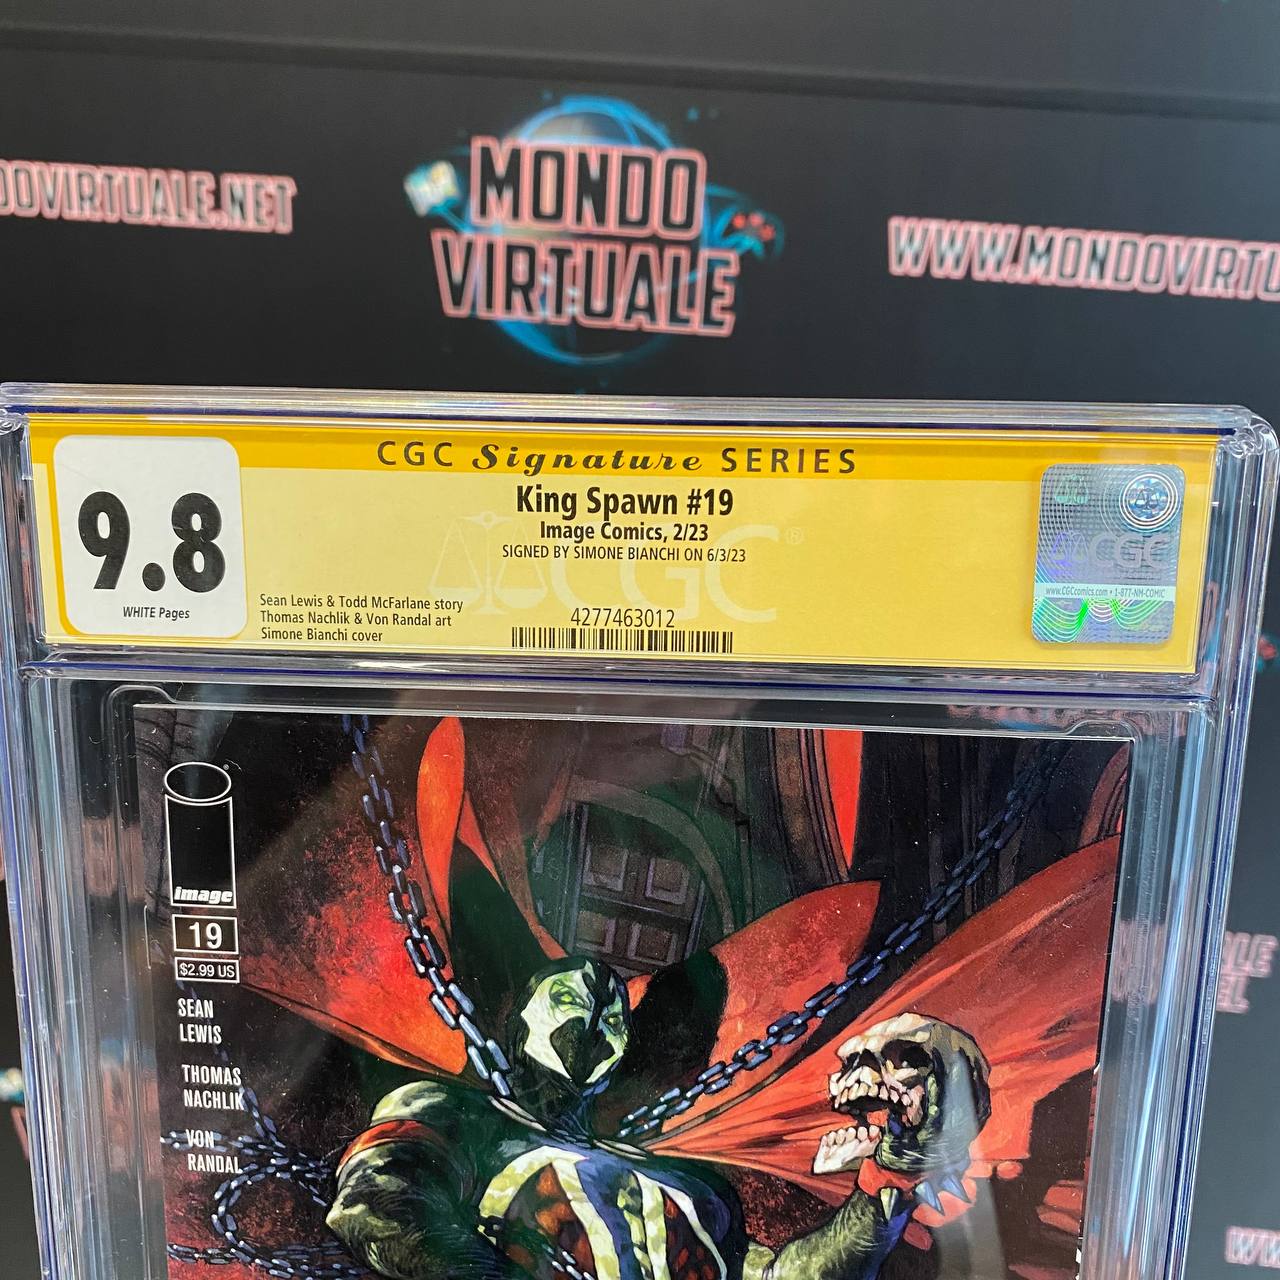 DOVIRTUALE.NET
MONDO
VIRTUALE
WWW.MONDOVIRTU
CGC Signature SERIES
9.8
WHITE Pages
King Spawn #19
Image Comics, 2/23
SIGNED BY SIMONE BIANCHI ON 6/3/23
Sean Lewis & Todd McFarlane story
Thomas Nachlik & Von Randal art
Simone Bianchi cover
4277463012
CGC®
CGC
www.CGCcomics.com • 1-877-NM-COMIC
image
19
$2.99 US
SEAN
LEWIS
THOMAS
NACHLIK
VON
RANDAL